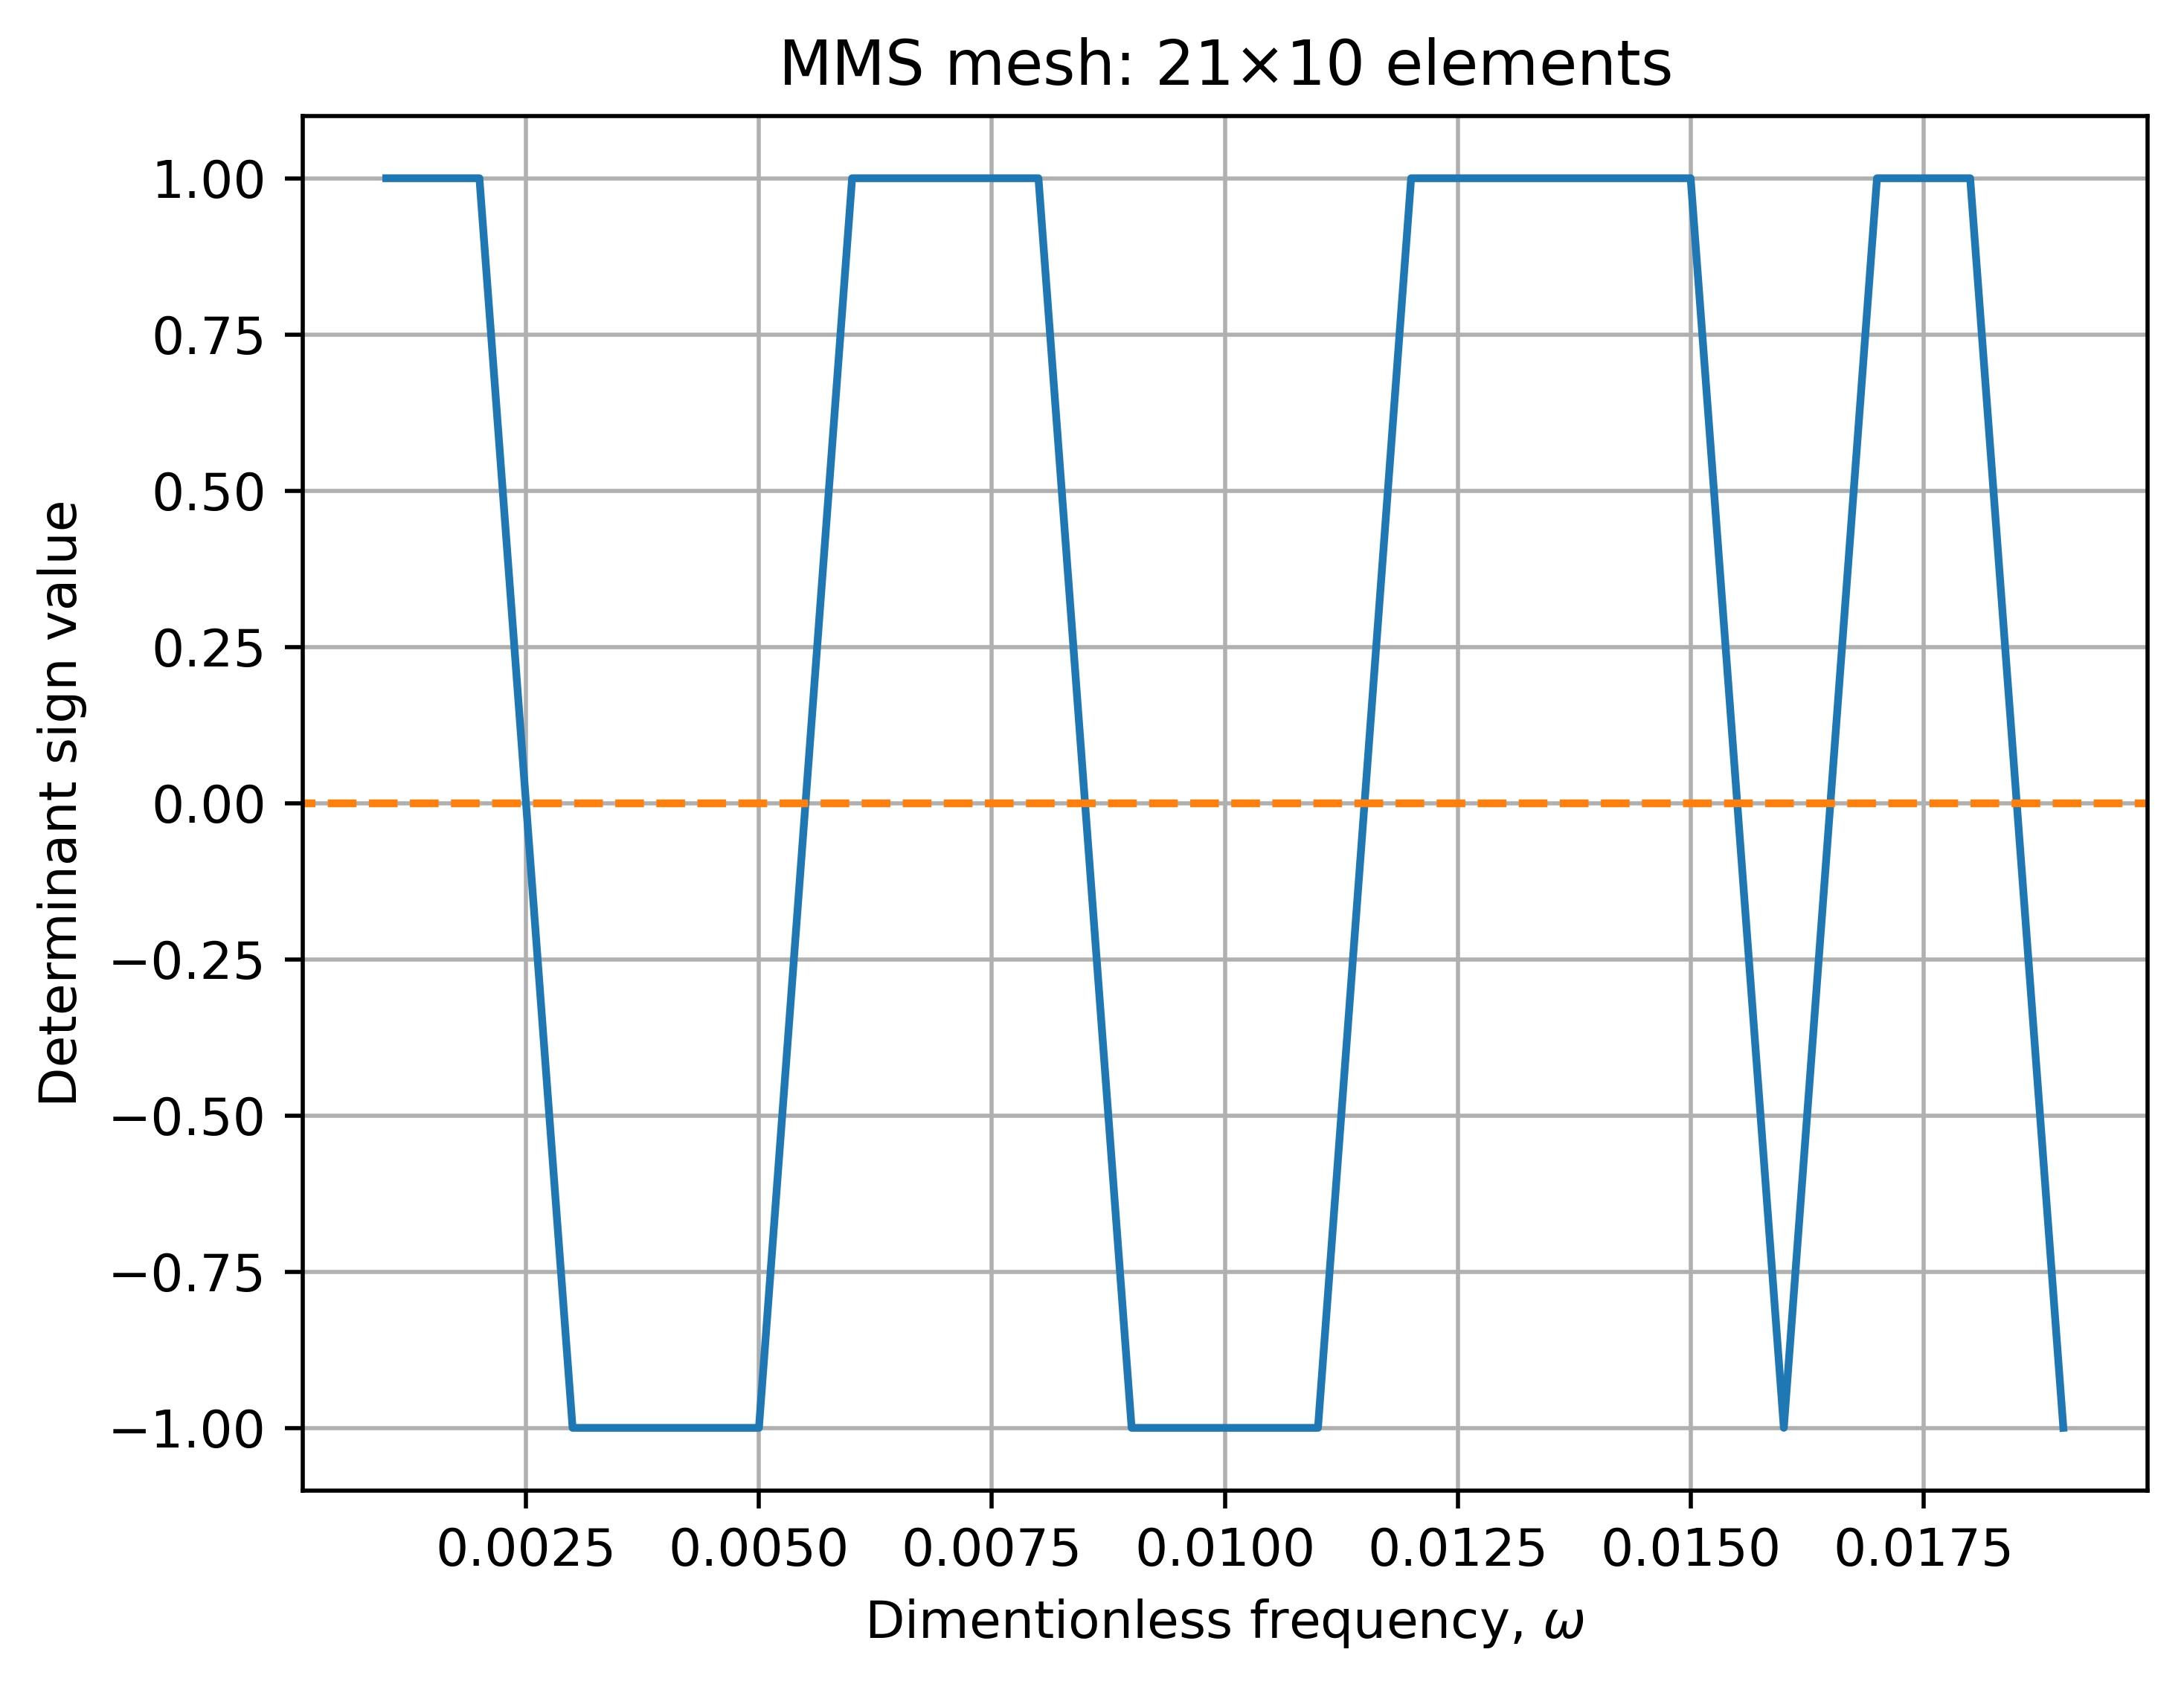 MMS mesh: 21×10 elements
1.00
0.75
0.50
0.25
0.00
−0.25
−0.50
−0.75
−1.00
Determinant sign value
0.0025 0.0050 0.0075 0.0100 0.0125 0.0150 0.0175
Dimentionless frequency, ω